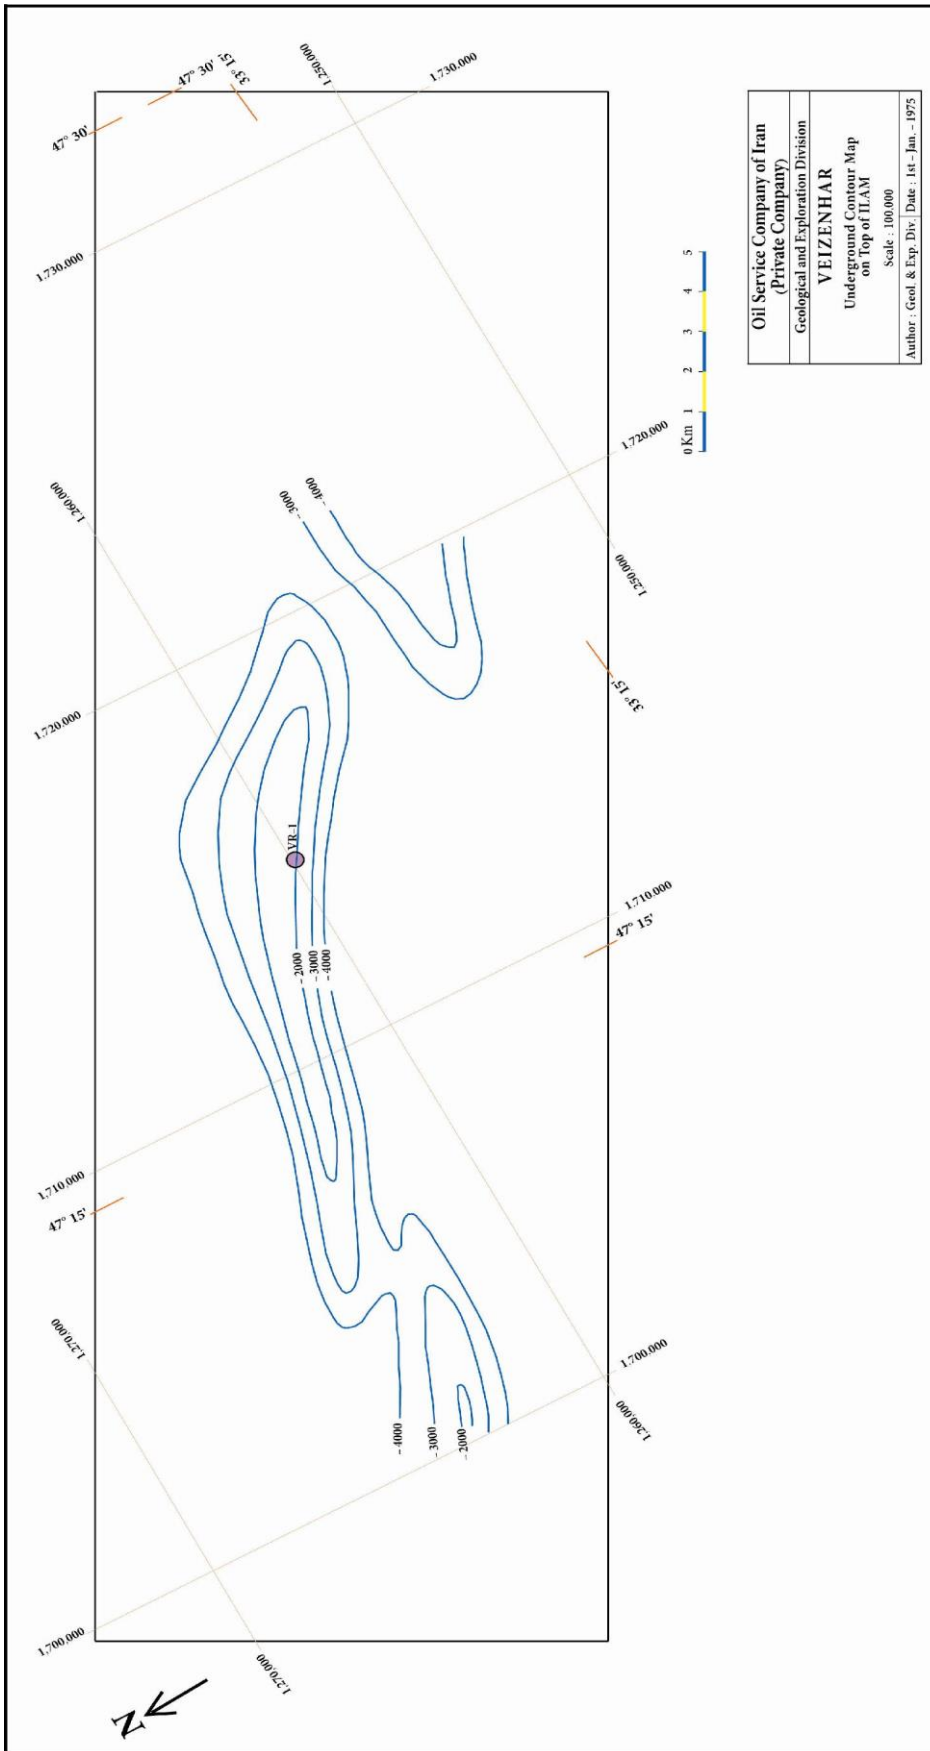 47° 30'
33° 15'
1.250.000
1.730.000
47° 30'
1.730.000
1.260.000
- 3000
- 4000
1.720.000
1.720.000
VR-1
1.250.000
33° 15'
- 2000
- 3000
- 4000
1.710.000
47° 15'
1.710.000
47° 15'
1.270.000
1.700.000
1.260.000
- 4000
- 3000
- 2000
1.700.000
1.270.000
N
0 Km 1 2 3 4 5
Oil Service Company of Iran
(Private Company)
Geological and Exploration Division
VEIZENHAR
Underground Contour Map
on Top of ILAM
Scale : 100.000
Author : Geol. & Exp. Div. Date : 1st - Jan. - 1975